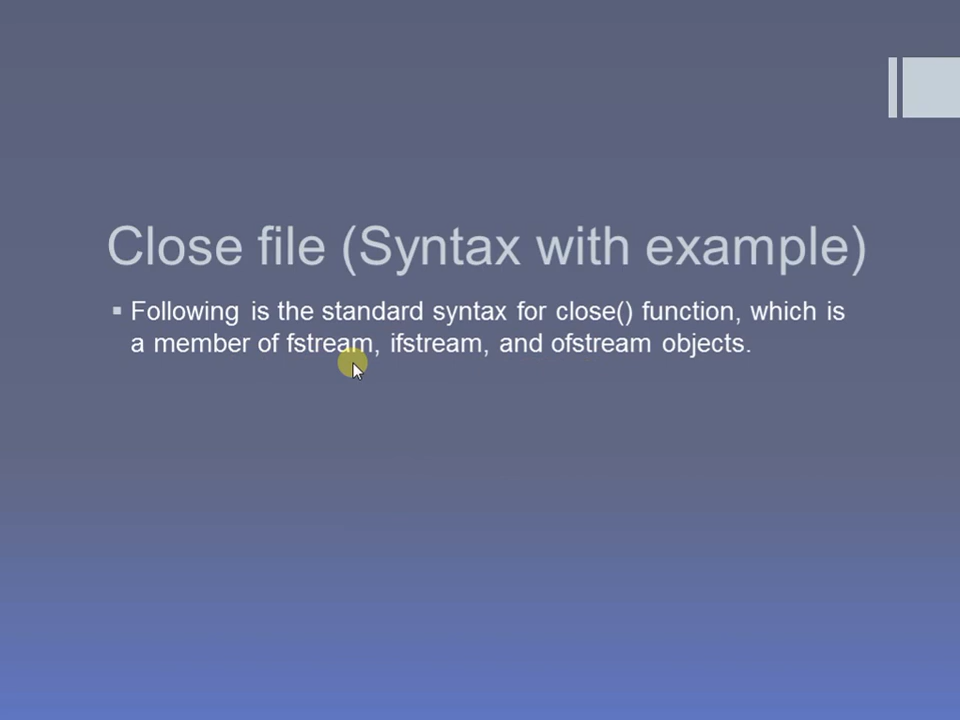 Close file (Syntax with example)
▪ Following is the standard syntax for close() function, which is
a member of fstream, ifstream, and ofstream objects.